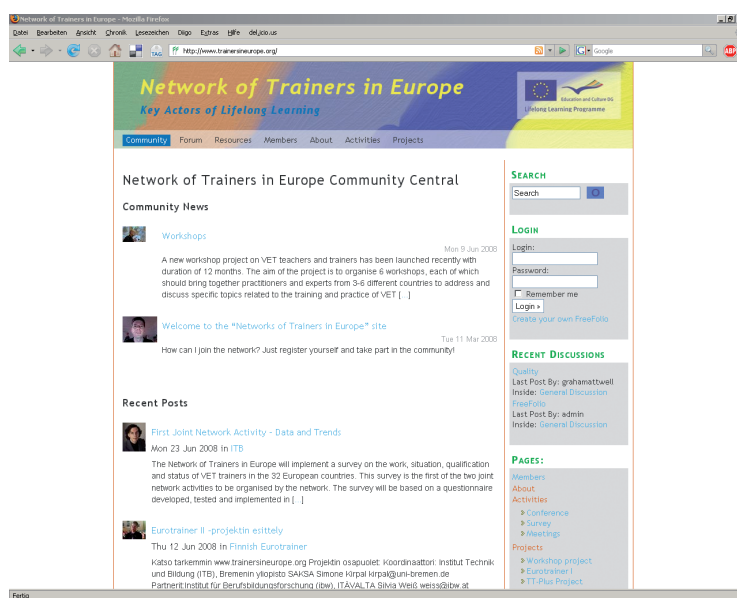 Network of Trainers in Europe - Mozilla Firefox
Datei Bearbeiten Ansicht Chronik Lesezeichen Diigo Extras Hilfe del.icio.us
TAG http://www.trainersineurope.org/ G Google ABP
Network of Trainers in Europe
Key Actors of Lifelong Learning
Education and Culture DG
Lifelong Learning Programme
Community Forum Resources Members About Activities Projects
Network of Trainers in Europe Community Central
Community News
Workshops
Mon 9 Jun 2008
A new workshop project on VET teachers and trainers has been launched recently with
duration of 12 months. The aim of the project is to organise 6 workshops, each of which
should bring together practitioners and experts from 3-6 different countries to address and
discuss specific topics related to the training and practice of VET [...]
Welcome to the “Networks of Trainers in Europe” site
Tue 11 Mar 2008
How can I join the network? Just register yourself and take part in the community!
Recent Posts
First Joint Network Activity - Data and Trends
Mon 23 Jun 2008 in ITB
The Network of Trainers in Europe will implement a survey on the work, situation, qualification
and status of VET trainers in the 32 European countries. This survey is the first of the two joint
network activities to be organised by the network. The survey will be based on a questionnaire
developed, tested and implemented in [...]
Eurotrainer II -projektin esittely
Thu 12 Jun 2008 in Finnish Eurotrainer
Katso tarkemmin www.trainersineurope.org Projektin osapuolet: Koordinaattori: Institut Technik
und Bildung (ITB), Bremenin yliopisto SAKSA Simone Kirpal kirpal@uni-bremen.de
Partnerit:Institut für Berufsbildungsforschung (ibw), ITÄVALTA Silvia Weiß weiss@ibw.at
Search
Search
Login
Login:
Password:
Remember me
Login »
Create your own FreeFolio
Recent Discussions
Quality
Last Post By: grahamattwell
Inside: General Discussion
FreeFolio
Last Post By: admin
Inside: General Discussion
Pages:
Members
About
Activities
Conference
Survey
Meetings
Projects
Workshop project
Eurotrainer I
TT-Plus Project
Fertig